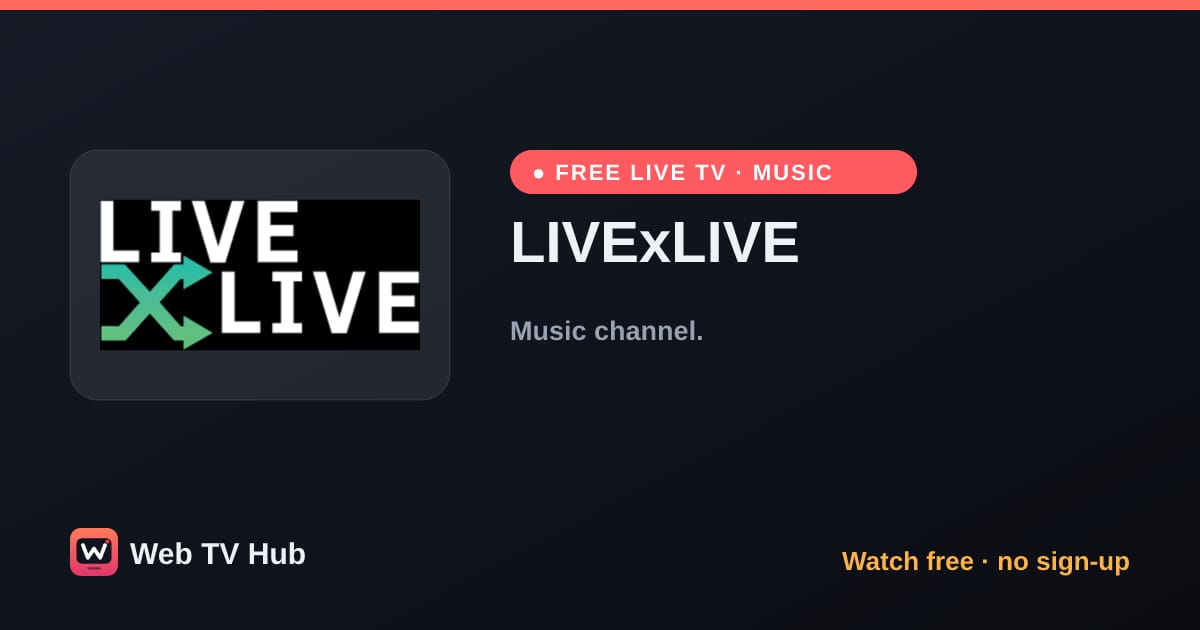 LIVE
X LIVE
● FREE LIVE TV · MUSIC
LIVExLIVE
Music channel.
W
Web TV Hub
Watch free · no sign-up